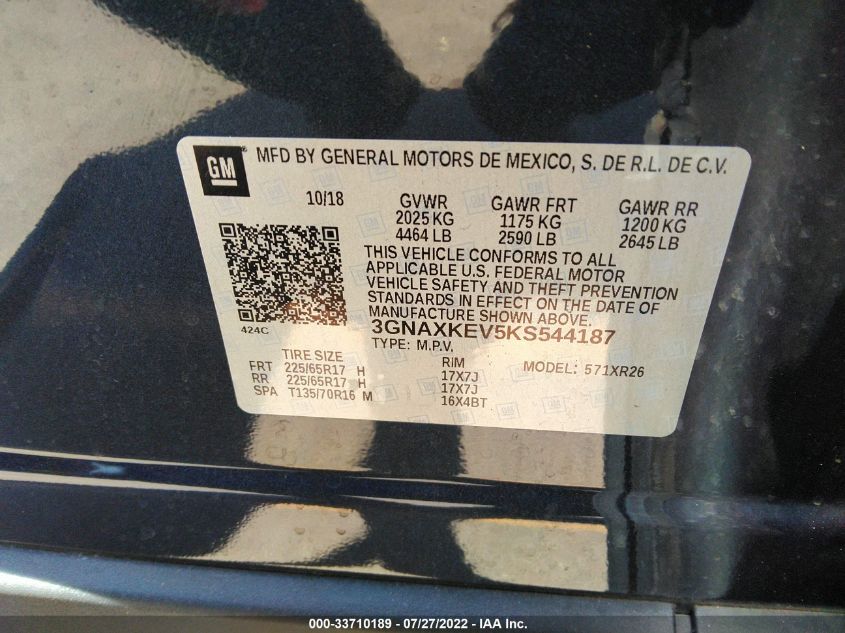 GM
MFD BY GENERAL MOTORS DE MEXICO, S. DE R.L. DE C.V.
10/18 GVWR GAWR FRT GAWR RR
2025 KG 1175 KG 1200 KG
4464 LB 2590 LB 2645 LB
THIS VEHICLE CONFORMS TO ALL
APPLICABLE U.S. FEDERAL MOTOR
VEHICLE SAFETY AND THEFT PREVENTION
STANDARDS IN EFFECT ON THE DATE OF
MANUFACTURE SHOWN ABOVE.
424C
3GNAXKEV5KS544187
TYPE: M.P.V.
TIRE SIZE RIM MODEL: 571XR26
FRT 225/65R17 H 17X7J
RR 225/65R17 H 17X7J
SPA T135/70R16 M 16X4BT
000-33710189 - 07/27/2022 - IAA Inc.